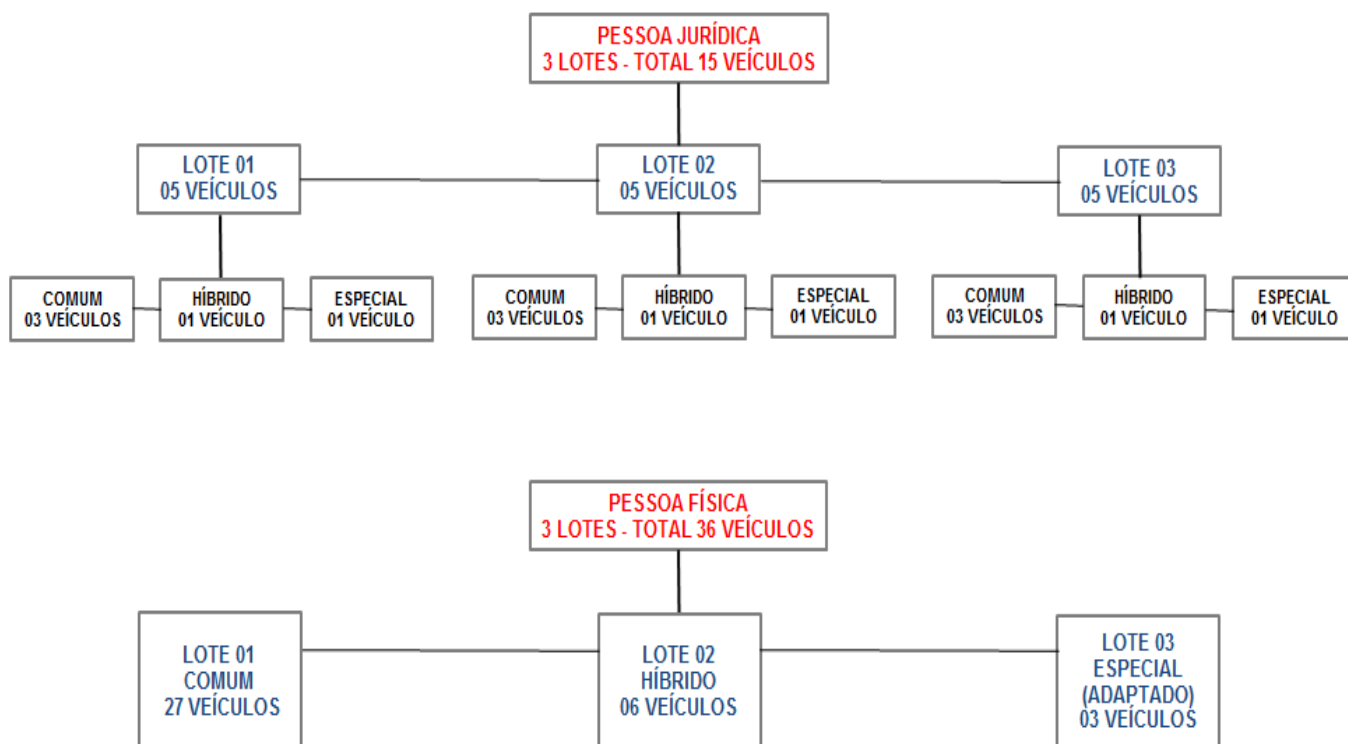 PESSOA JURÍDICA
3 LOTES - TOTAL 15 VEÍCULOS
LOTE 01
05 VEÍCULOS
LOTE 02
05 VEÍCULOS
LOTE 03
05 VEÍCULOS
COMUM
03 VEÍCULOS
HÍBRIDO
01 VEÍCULO
ESPECIAL
01 VEÍCULO
COMUM
03 VEÍCULOS
HÍBRIDO
01 VEÍCULO
ESPECIAL
01 VEÍCULO
COMUM
03 VEÍCULOS
HÍBRIDO
01 VEÍCULO
ESPECIAL
01 VEÍCULO
PESSOA FÍSICA
3 LOTES - TOTAL 36 VEÍCULOS
LOTE 01
COMUM
27 VEÍCULOS
LOTE 02
HÍBRIDO
06 VEÍCULOS
LOTE 03
ESPECIAL
(ADAPTADO)
03 VEÍCULOS